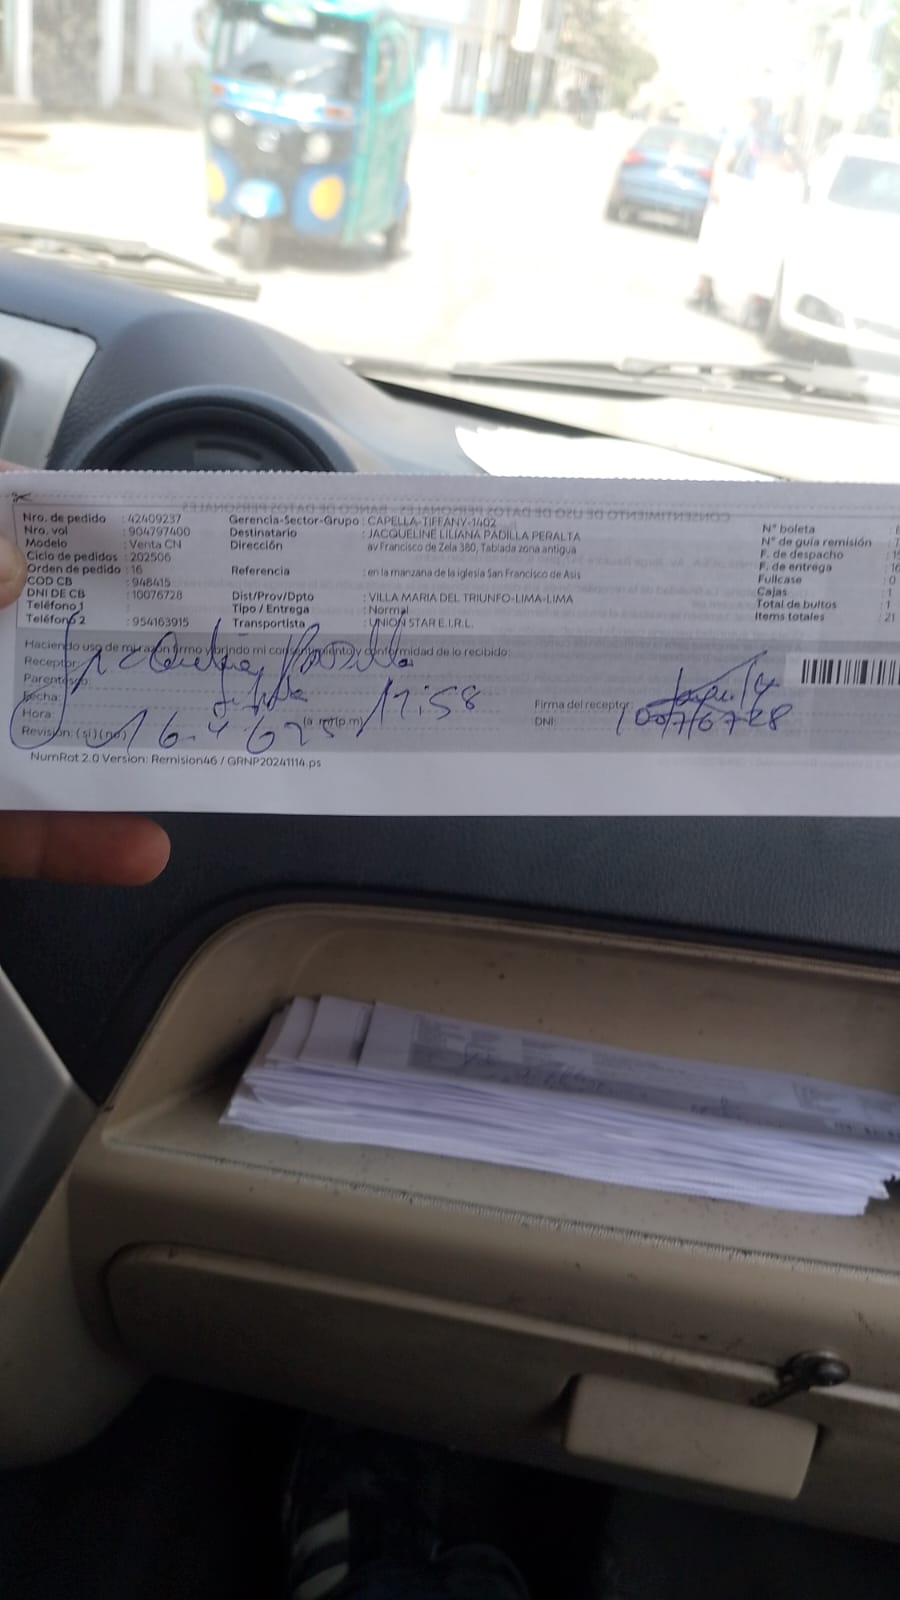 Nro. de pedido : 42409237
Nro. vol : 904797400
Modelo : Venta CN
Ciclo de pedidos : 202506
Orden de pedido : 16
COD CB : 948415
DNI DE CB : 10076728
Teléfono 1 :
Teléfono 2 : 954163915
Gerencia-Sector-Grupo : CAPELLA-TIFFANY-1402
Destinatario : JACQUELINE LILIANA PADILLA PERALTA
Dirección : av Francisco de Zela 380, Tablada zona antigua
Referencia : en la manzana de la iglesia San Francisco de Asis
Dist/Prov/Dpto : VILLA MARIA DEL TRIUNFO-LIMA-LIMA
Tipo / Entrega : Normal
Transportista : UNION STAR E.I.R.L.
N° boleta :
N° de guía remisión :
F. de despacho :
F. de entrega :
Fullcase : 0
Cajas : 1
Total de bultos : 1
Items totales : 21
Haciendo uso de mi razón firmo y brindo mi consentimiento y conformidad de lo recibido:
Receptor: Padilla
Parentesco:
Fecha:
Hora: (a.m)(p.m) 17:58
Revisión: (si) (no)
Firma del receptor:
DNI: 10076728
NumRot 2.0 Version: Remision46 / GRNP20241114.ps